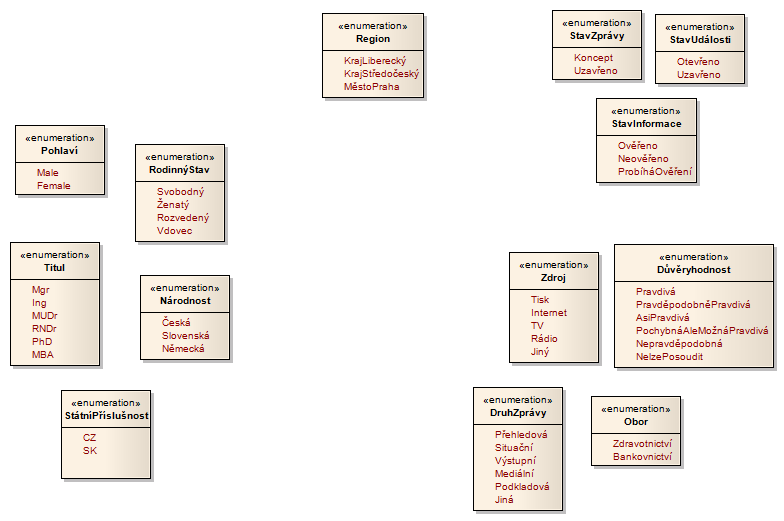 «enumeration»
Region
KrajLiberecký
KrajStředočeský
MěstoPraha
«enumeration»
StavZprávy
Koncept
Uzavřeno
«enumeration»
StavUdálosti
Otevřeno
Uzavřeno
«enumeration»
StavInformace
Ověřeno
Neověřeno
ProbíháOvěření
«enumeration»
Pohlaví
Male
Female
«enumeration»
RodinnýStav
Svobodný
Ženatý
Rozvedený
Vdovec
«enumeration»
Titul
Mgr
Ing
MUDr
RNDr
PhD
MBA
«enumeration»
Národnost
Česká
Slovenská
Německá
«enumeration»
Zdroj
Tisk
Internet
TV
Rádio
Jiný
«enumeration»
Důvěryhodnost
Pravdivá
PravděpodobněPravdivá
AsiPravdivá
PochybnáAleMožnáPravdivá
Nepravděpodobná
NelzePosoudit
«enumeration»
StátníPříslušnost
CZ
SK
«enumeration»
DruhZprávy
Přehledová
Situační
Výstupní
Mediální
Podkladová
Jiná
«enumeration»
Obor
Zdravotnictví
Bankovnictví